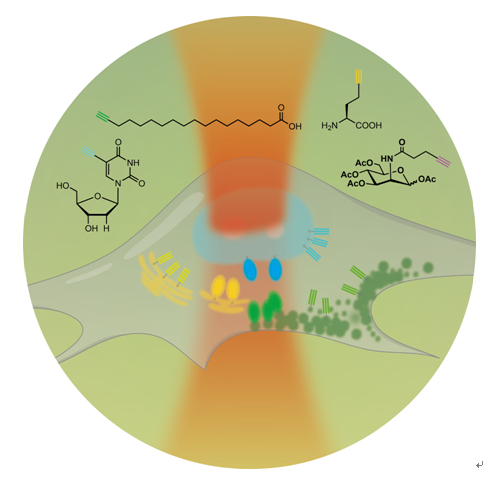 O
OH
H₂N COOH
O
NH
N O
HO
O
OH H
O
HN
AcO
AcO O
AcO OAc
↵